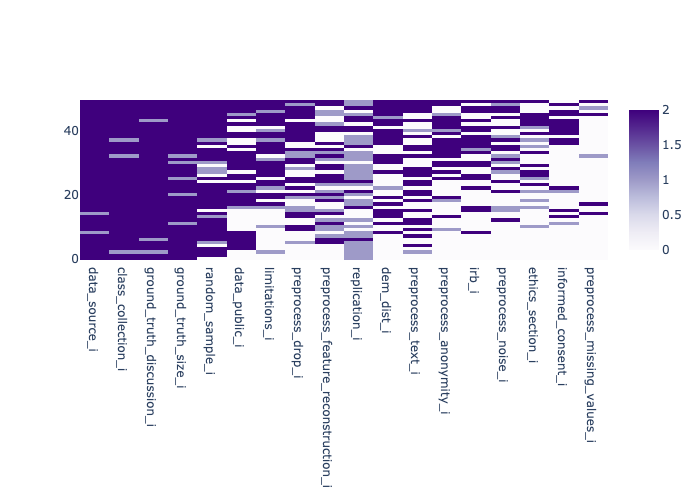 40
20
0
2
1.5
1
0.5
0
data_source_i
class_collection_i
ground_truth_discussion_i
ground_truth_size_i
random_sample_i
data_public_i
limitations_i
preprocess_drop_i
preprocess_feature_reconstruction_i
replication_i
dem_dist_i
preprocess_text_i
preprocess_anonymity_i
irb_i
preprocess_noise_i
ethics_section_i
informed_consent_i
preprocess_missing_values_i